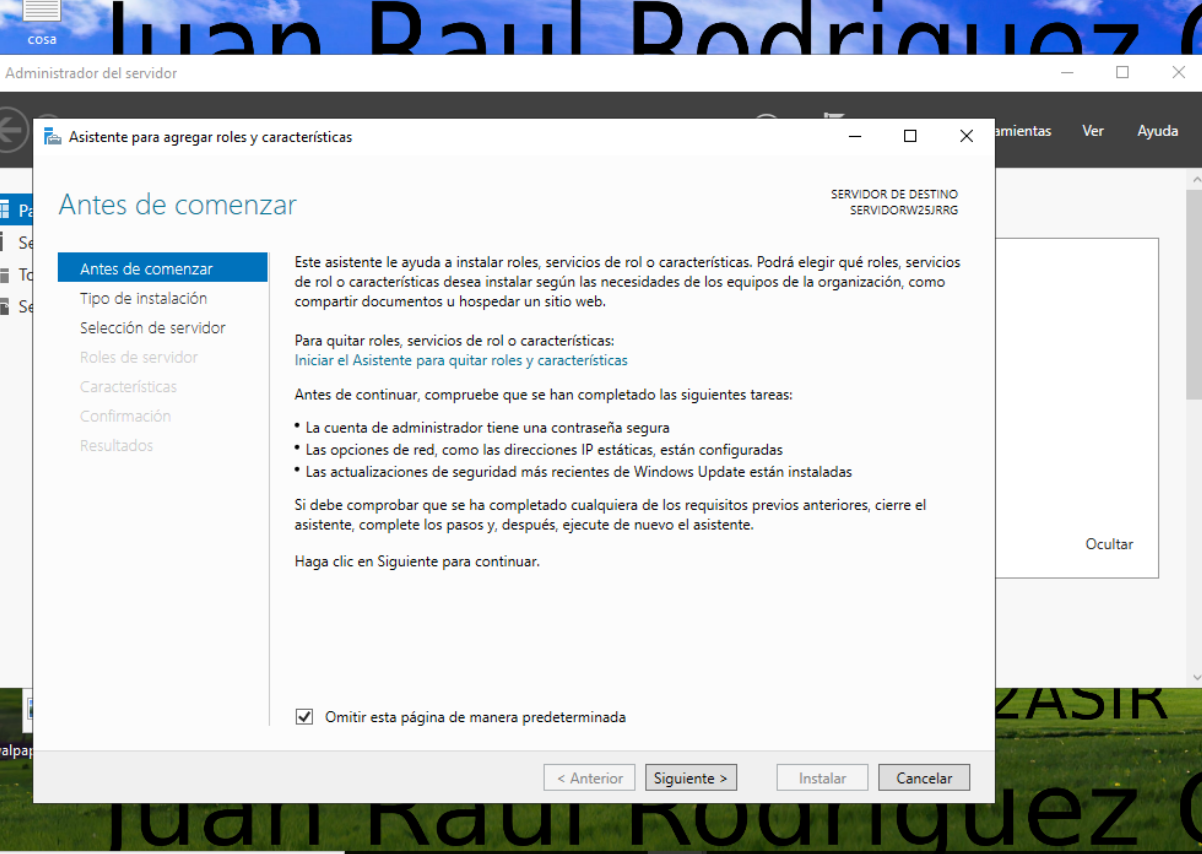 cosa
Juan Raul Rodriguez
Administrador del servidor
Ver
Ayuda
Asistente para agregar roles y características
Antes de comenzar
SERVIDOR DE DESTINO
SERVIDORW25JRRG
Antes de comenzar
Tipo de instalación
Selección de servidor
Roles de servidor
Características
Confirmación
Resultados
Este asistente le ayuda a instalar roles, servicios de rol o características. Podrá elegir qué roles, servicios
de rol o características desea instalar según las necesidades de los equipos de la organización, como
compartir documentos u hospedar un sitio web.
Para quitar roles, servicios de rol o características:
Iniciar el Asistente para quitar roles y características
Antes de continuar, compruebe que se han completado las siguientes tareas:
• La cuenta de administrador tiene una contraseña segura
• Las opciones de red, como las direcciones IP estáticas, están configuradas
• Las actualizaciones de seguridad más recientes de Windows Update están instaladas
Si debe comprobar que se ha completado cualquiera de los requisitos previos anteriores, cierre el
asistente, complete los pasos y, después, ejecute de nuevo el asistente.
Haga clic en Siguiente para continuar.
Ocultar
Omitir esta página de manera predeterminada
2ASIR
< Anterior
Siguiente >
Instalar
Cancelar
Juan Raul Rodriguez